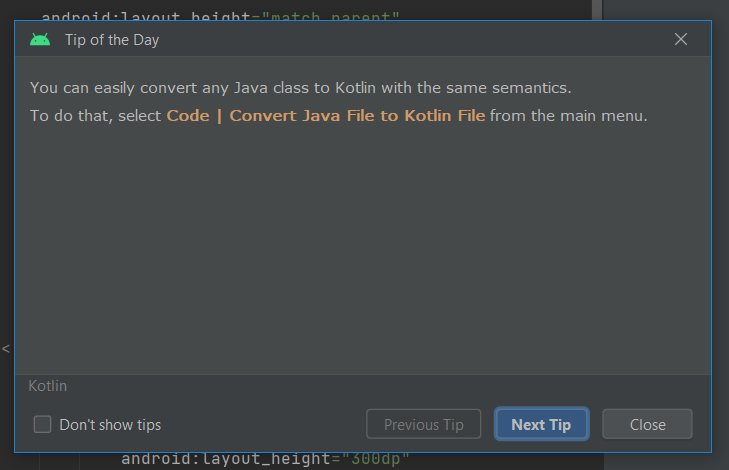 android:layout_height="match_parent"
Tip of the Day
You can easily convert any Java class to Kotlin with the same semantics.
To do that, select Code | Convert Java File to Kotlin File from the main menu.
<
Kotlin
Don't show tips
Previous Tip
Next Tip
Close
android:layout_height="300dp"